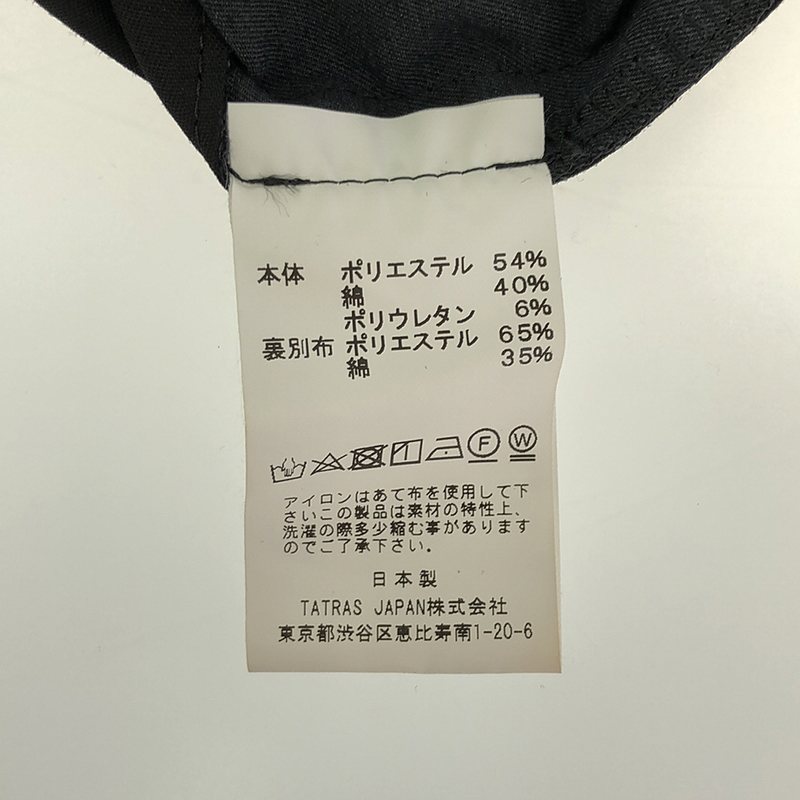 本体 ポリエステル 54%
綿 40%
ポリウレタン 6%
裏別布 ポリエステル 65%
綿 35%
F W
アイロンはあて布を使用して下
さいこの製品は素材の特性上、
洗濯の際多少縮む事があります
のでご了承下さい。
日本製
TATRAS JAPAN株式会社
東京都渋谷区恵比寿南1-20-6